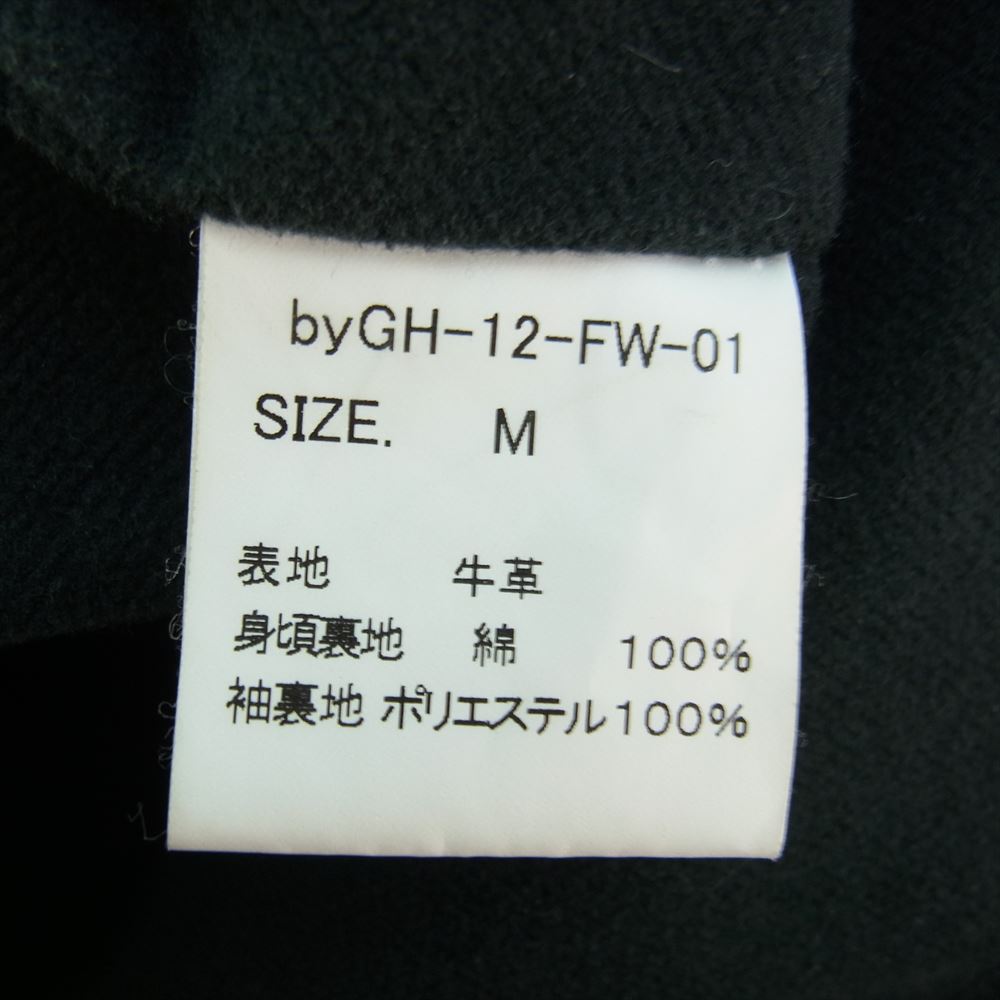 byGH-12-FW-01
SIZE. M
表地 牛革
身頃裏地 綿 100%
袖裏地 ポリエステル100%